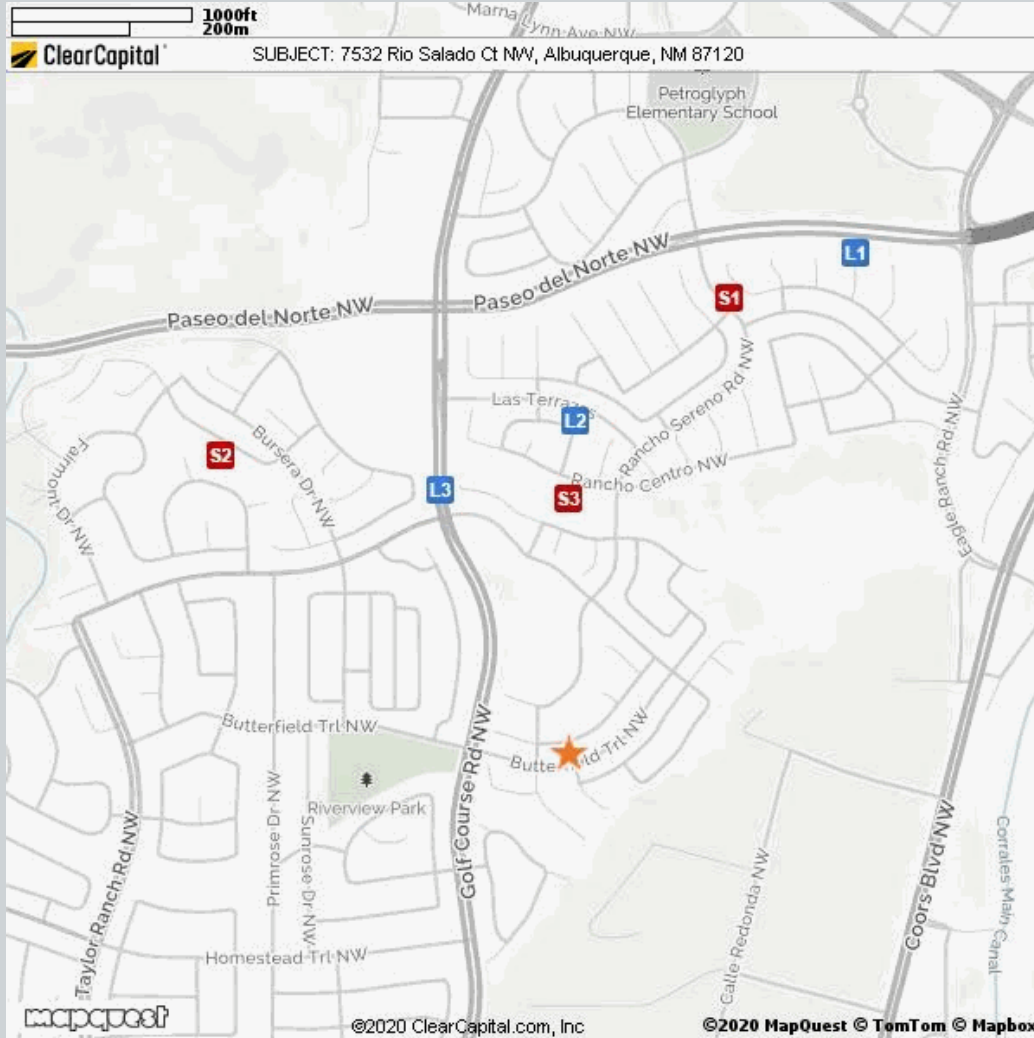 1000ft
200m
Marna Lynn Ave NW
ClearCapital
SUBJECT: 7532 Rio Salado Ct NW, Albuquerque, NM 87120
Petroglyph
Elementary School
L1
Paseo del Norte NW
S1
Paseo del Norte NW
Las Terrazas
L2
Rancho Sereno Rd NW
Eagle Ranch Rd NW
Fairmont Dr NW
S2
Bursera Dr NW
L3
Rancho Centro NW
S3
Butterfield Trl NW
Butterfield Trl NW
Golf Course Rd NW
Riverview Park
Primrose Dr NW
Sunrose Dr NW
Taylor Ranch Rd NW
Homestead Trl NW
Calle Redonda NW
Coors Blvd NW
Corrales Main Canal
mapquest
©2020 ClearCapital.com, Inc
©2020 MapQuest © TomTom © Mapbox